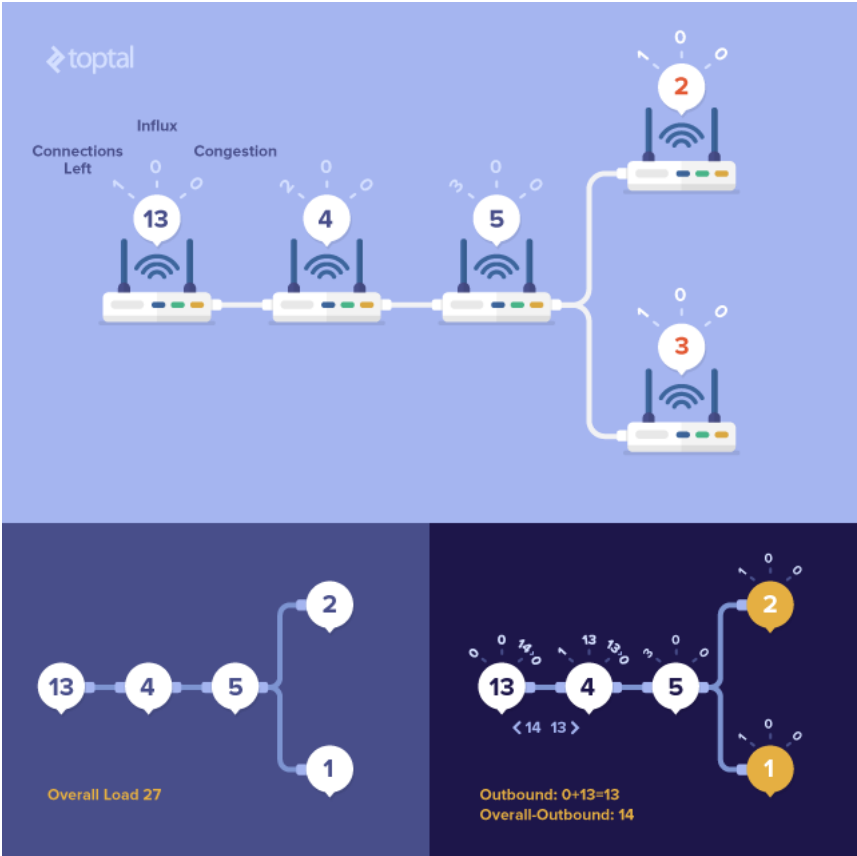 toptal
1 0 0
2
Influx
Connections
Left
Congestion
1 0 0
13
2 0 0
4
3 0 0
5
1 0 0
3
13 4 5
2
1
Overall Load 27
1 0 0
2
0 0 14>0
13
1 13 13>0
4
3 0 0
5
< 14 13 >
1 0 0
1
Outbound: 0+13=13
Overall-Outbound: 14